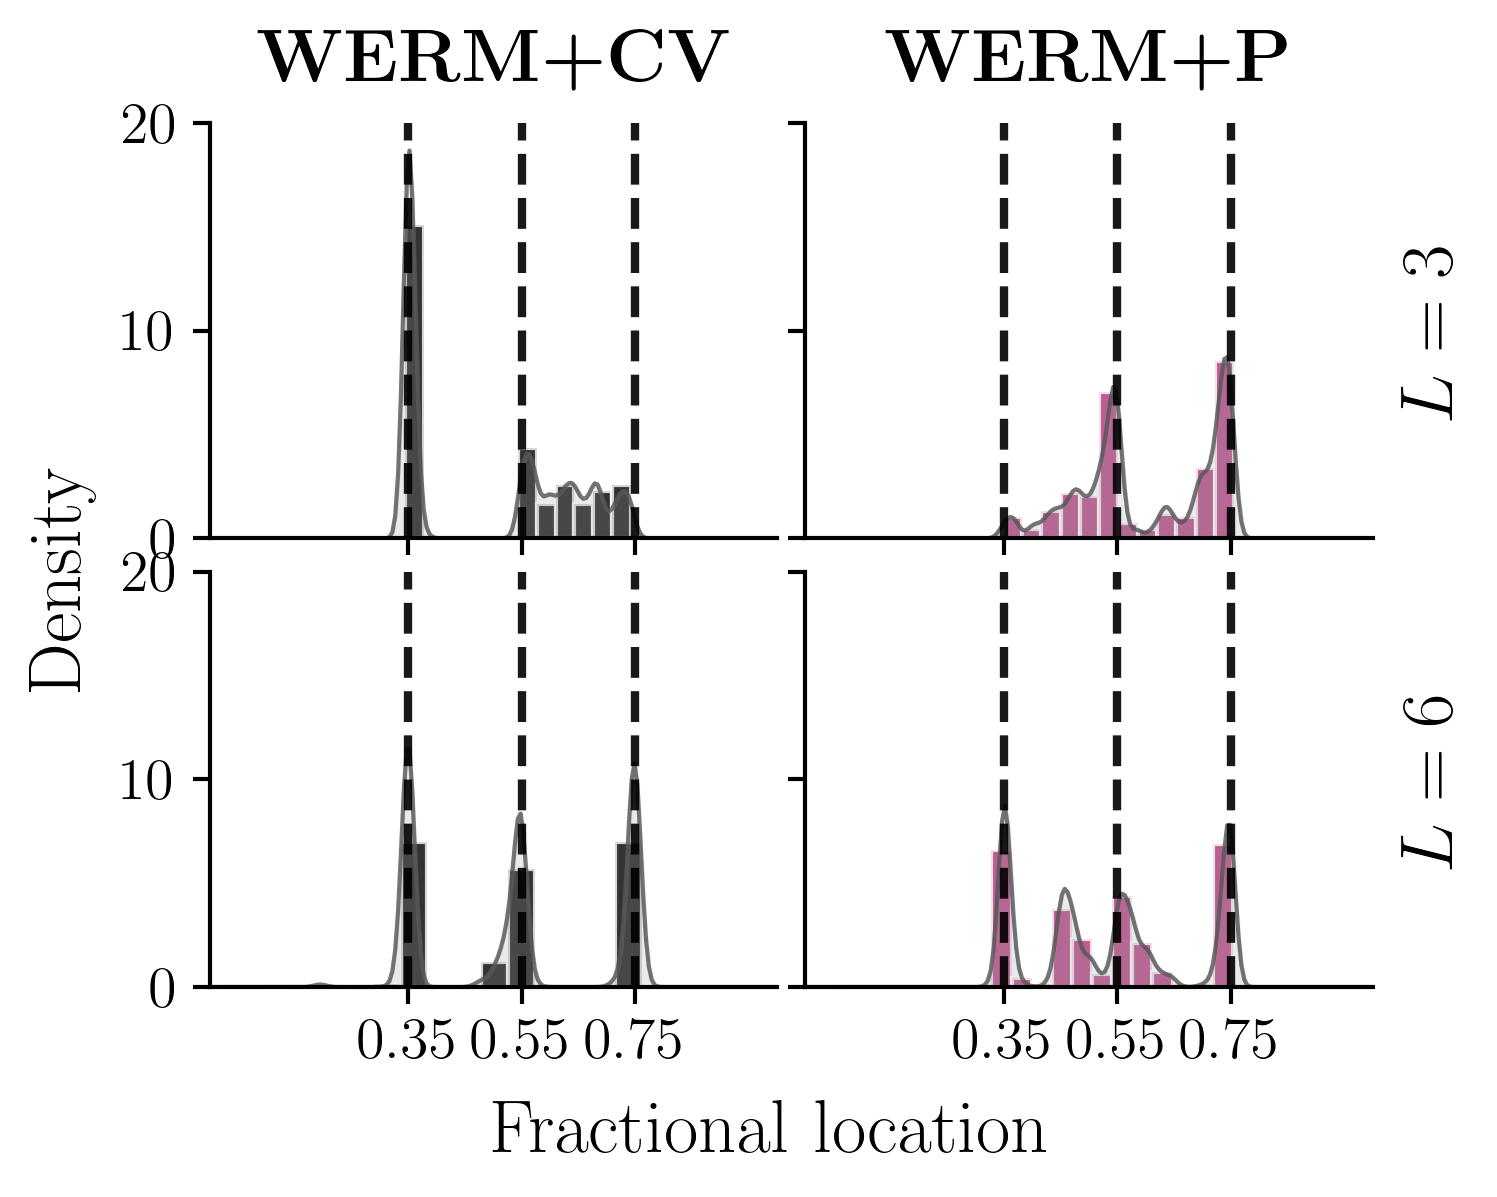 WERM+CV WERM+P
20
10
0
L = 3
Density
20
10
0
L = 6
0.35 0.55 0.75 0.35 0.55 0.75
Fractional location